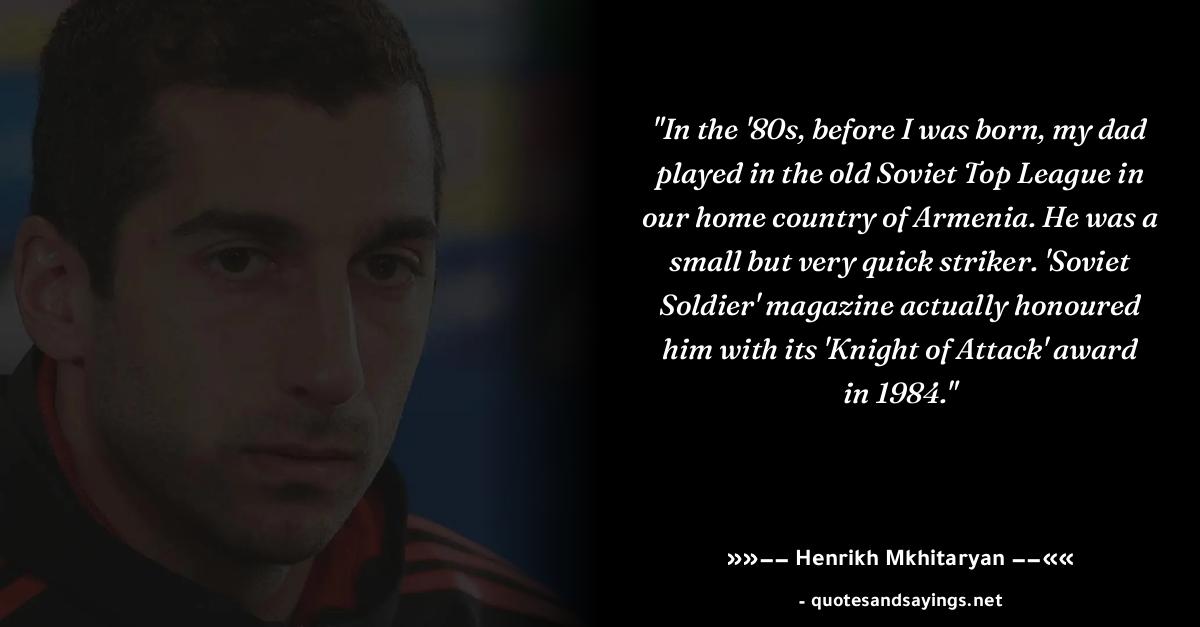 "In the '80s, before I was born, my dad
played in the old Soviet Top League in
our home country of Armenia. He was a
small but very quick striker. 'Soviet
Soldier' magazine actually honoured
him with its 'Knight of Attack' award
in 1984."
»»–– Henrikh Mkhitaryan ––««
- quotesandsayings.net